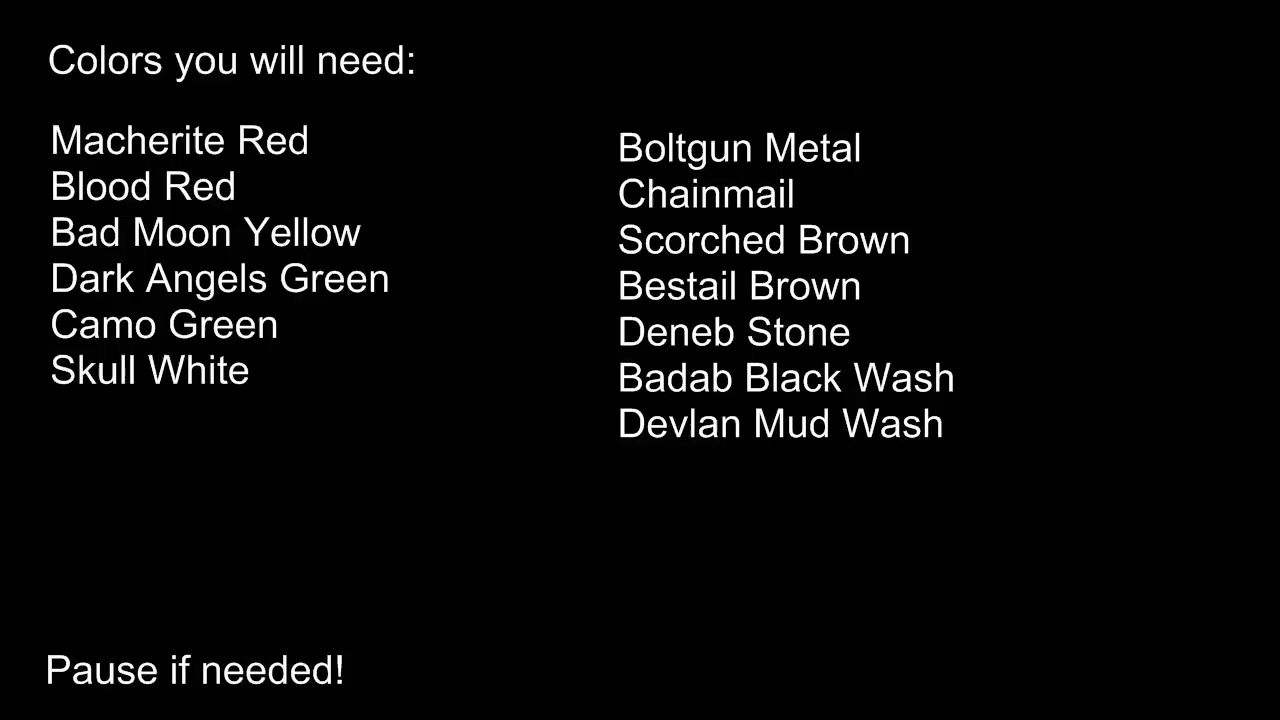 Colors you will need:
Macherite Red
Blood Red
Bad Moon Yellow
Dark Angels Green
Camo Green
Skull White
Boltgun Metal
Chainmail
Scorched Brown
Bestail Brown
Deneb Stone
Badab Black Wash
Devlan Mud Wash
Pause if needed!